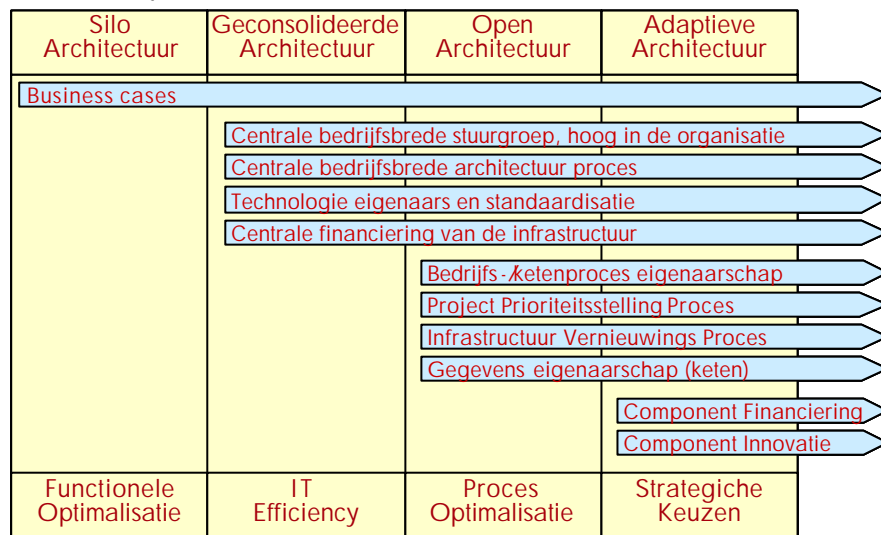 Silo
Architectuur
Geconsolideerde
Architectuur
Open
Architectuur
Adaptieve
Architectuur
Business cases
Centrale bedrijfsbrede stuurgroep, hoog in de organisatie
Centrale bedrijfsbrede architectuur proces
Technologie eigenaars en standaardisatie
Centrale financiering van de infrastructuur
Bedrijfs-/ketenproces eigenaarschap
Project Prioriteitsstelling Proces
Infrastructuur Vernieuwings Proces
Gegevens eigenaarschap (keten)
Component Financiering
Component Innovatie
Functionele
Optimalisatie
IT
Efficiency
Proces
Optimalisatie
Strategiche
Keuzen